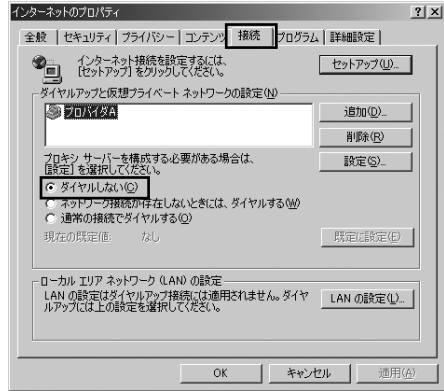 インターネットのプロパティ
全般 セキュリティ プライバシー コンテンツ 接続 プログラム 詳細設定
インターネット接続を設定するには、
[セットアップ] をクリックしてください。
セットアップ(U)...
ダイヤルアップと仮想プライベート ネットワークの設定(N)
プロバイダA
追加(D)...
削除(R)
プロキシ サーバーを構成する必要がある場合は、
[設定] を選択してください。
設定(S)...
ダイヤルしない(C)
ネットワーク接続が存在しないときには、ダイヤルする(W)
通常の接続でダイヤルする(O)
現在の既定値: なし
既定に設定(E)
ローカル エリア ネットワーク (LAN) の設定
LAN の設定はダイヤルアップ接続には適用されません。ダイヤ
ルアップには上の設定を選択してください。
LAN の設定(L)...
OK キャンセル 適用(A)